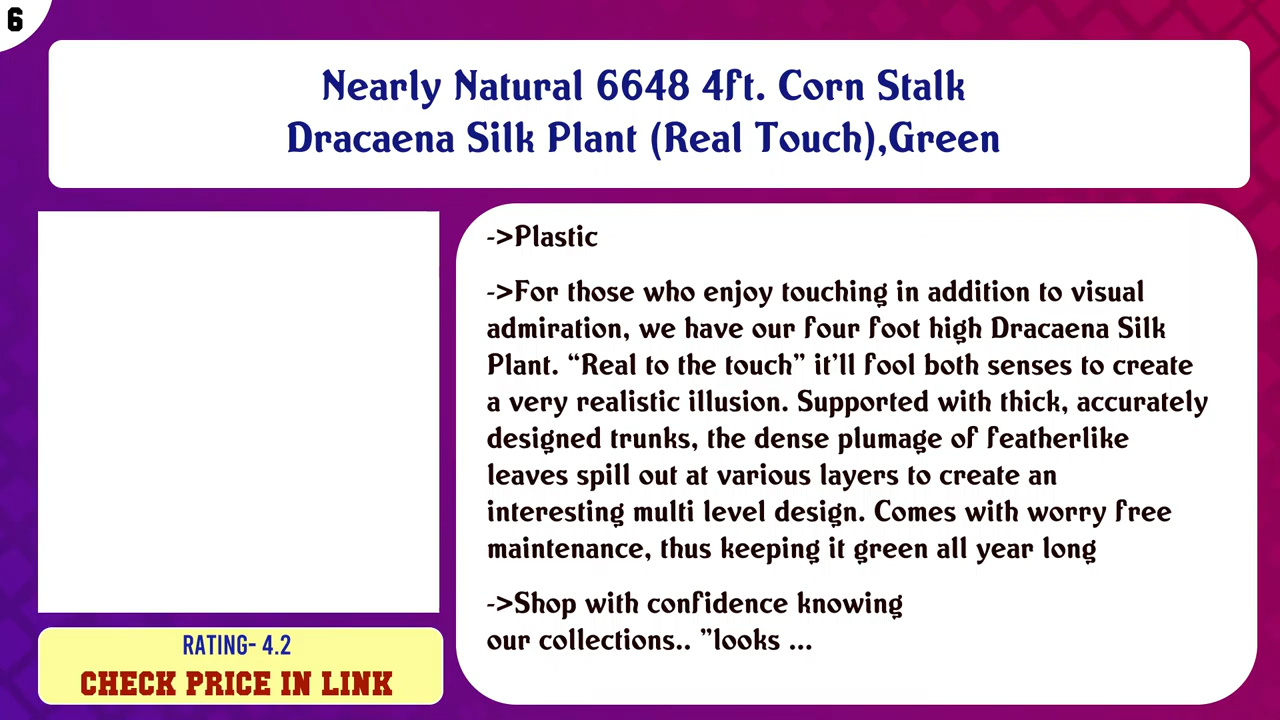 6
Nearly Natural 6648 4ft. Corn Stalk
Dracaena Silk Plant (Real Touch),Green
->Plastic
->For those who enjoy touching in addition to visual
admiration, we have our four foot high Dracaena Silk
Plant. “Real to the touch” it’ll fool both senses to create
a very realistic illusion. Supported with thick, accurately
designed trunks, the dense plumage of featherlike
leaves spill out at various layers to create an
interesting multi level design. Comes with worry free
maintenance, thus keeping it green all year long
->Shop with confidence knowing
our collections.. ”looks ...
RATING- 4.2
CHECK PRICE IN LINK